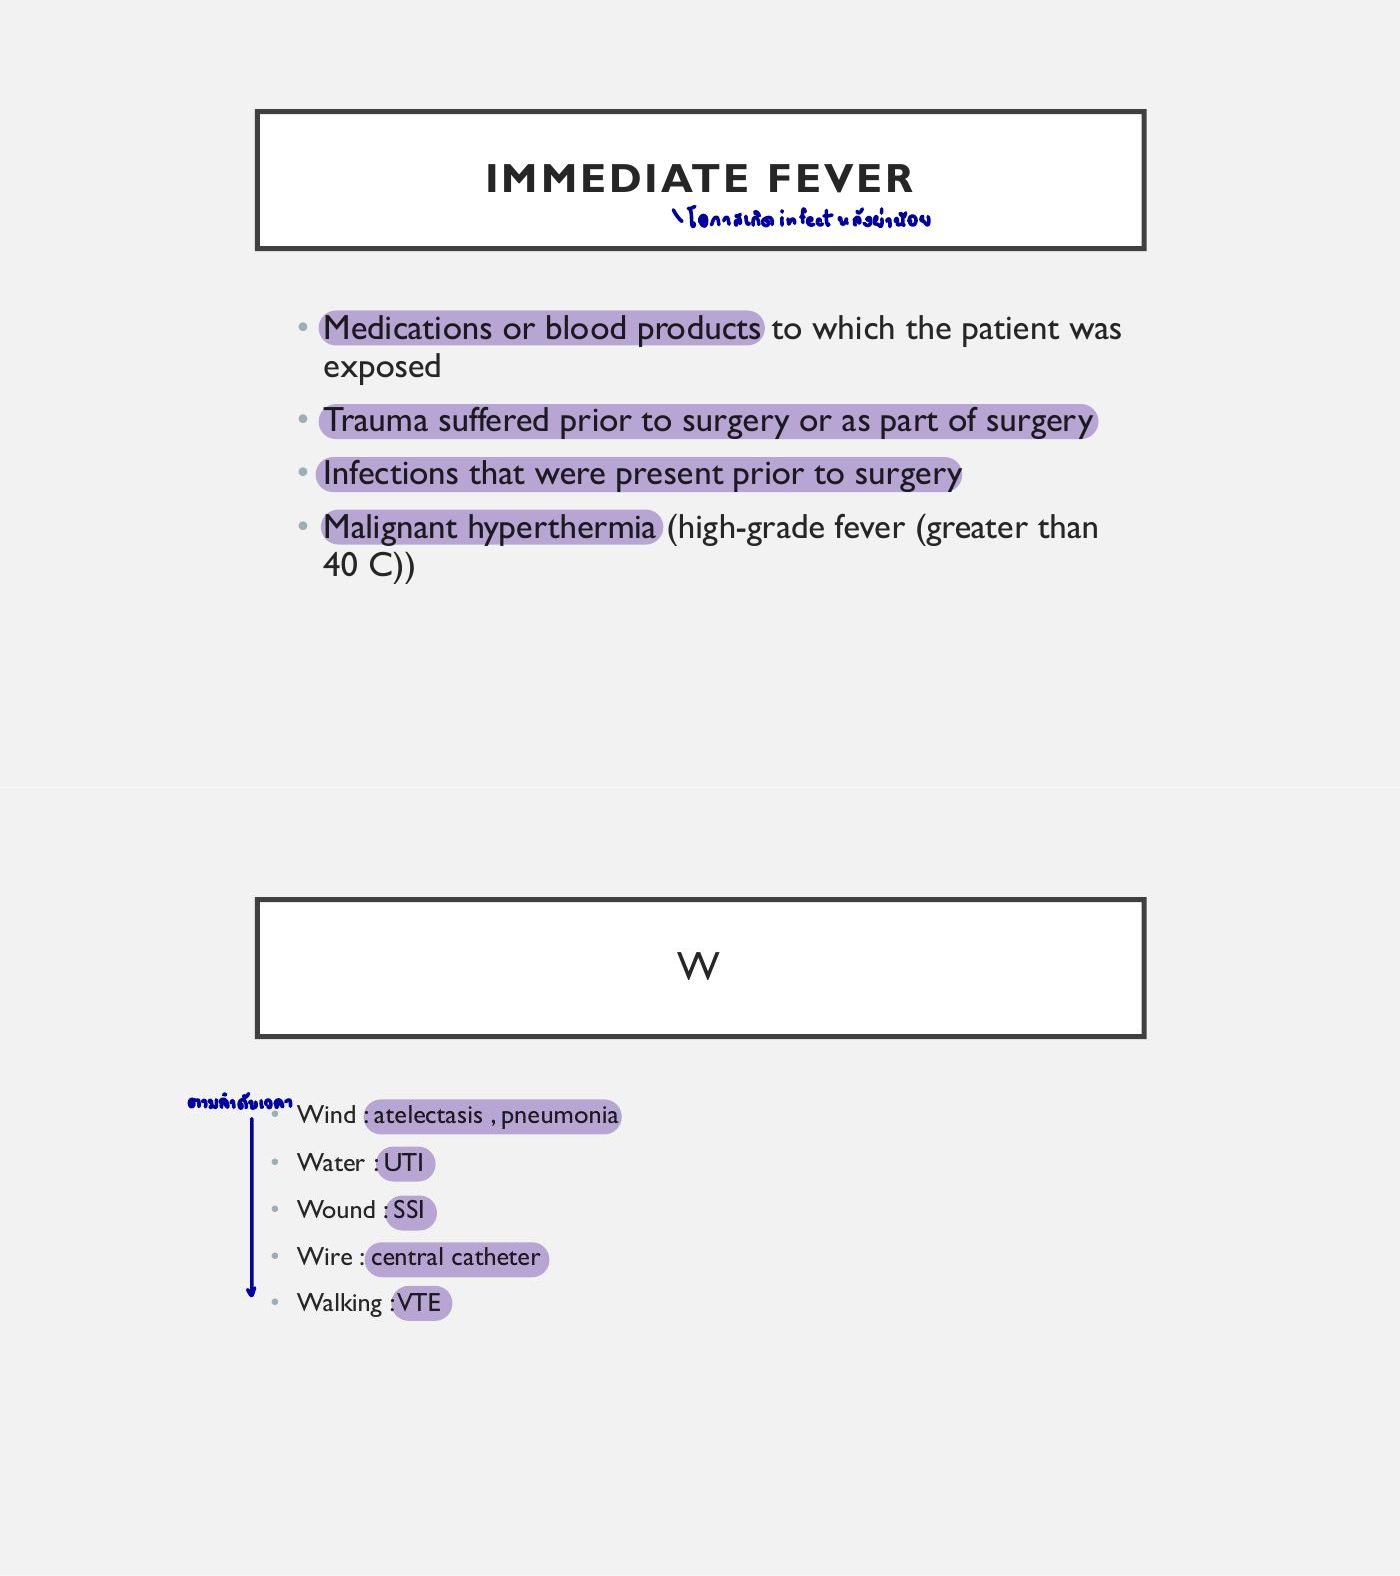 IMMEDIATE FEVER
โอกาสเกิด infect หลังผ่าน้อย
• Medications or blood products to which the patient was
exposed
• Trauma suffered prior to surgery or as part of surgery
• Infections that were present prior to surgery
• Malignant hyperthermia (high-grade fever (greater than
40 C))
W
ตามลำดับเวลา
• Wind : atelectasis , pneumonia
• Water : UTI
• Wound : SSI
• Wire : central catheter
• Walking : VTE